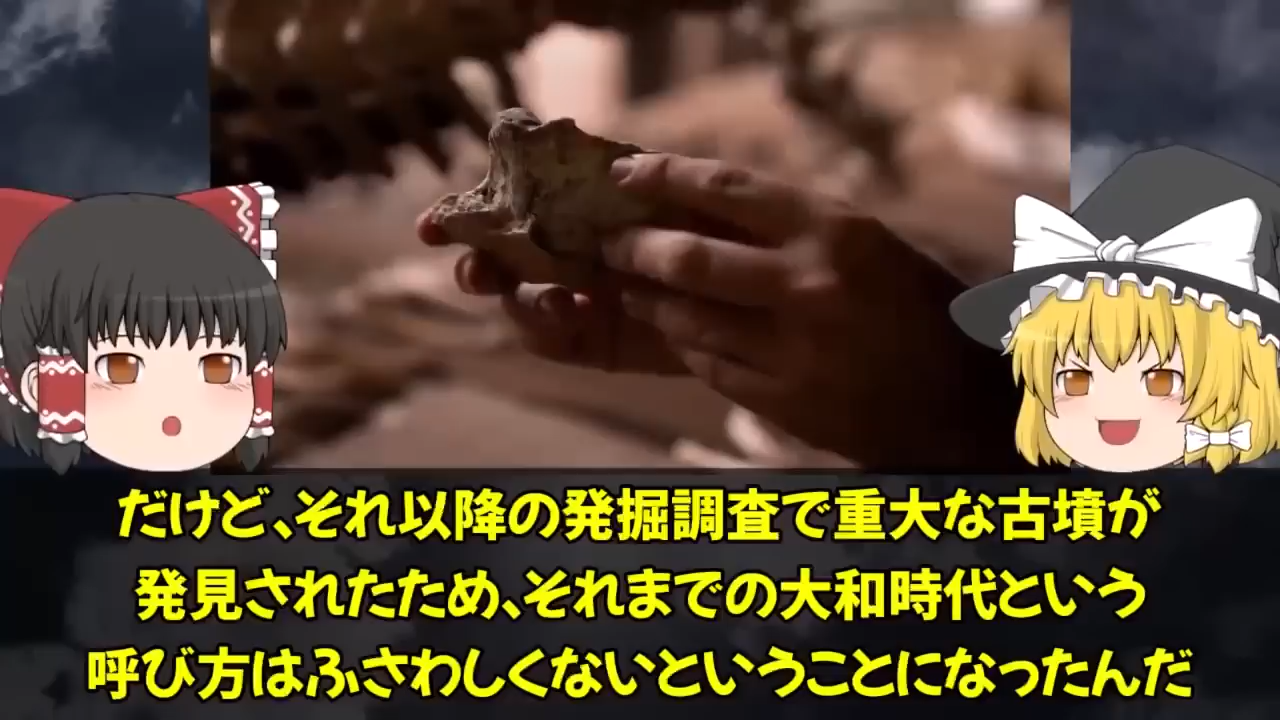 だけど、それ以降の発掘調査で重大な古墳が
発見されたため、それまでの大和時代という
呼び方はふさわしくないということになったんだ